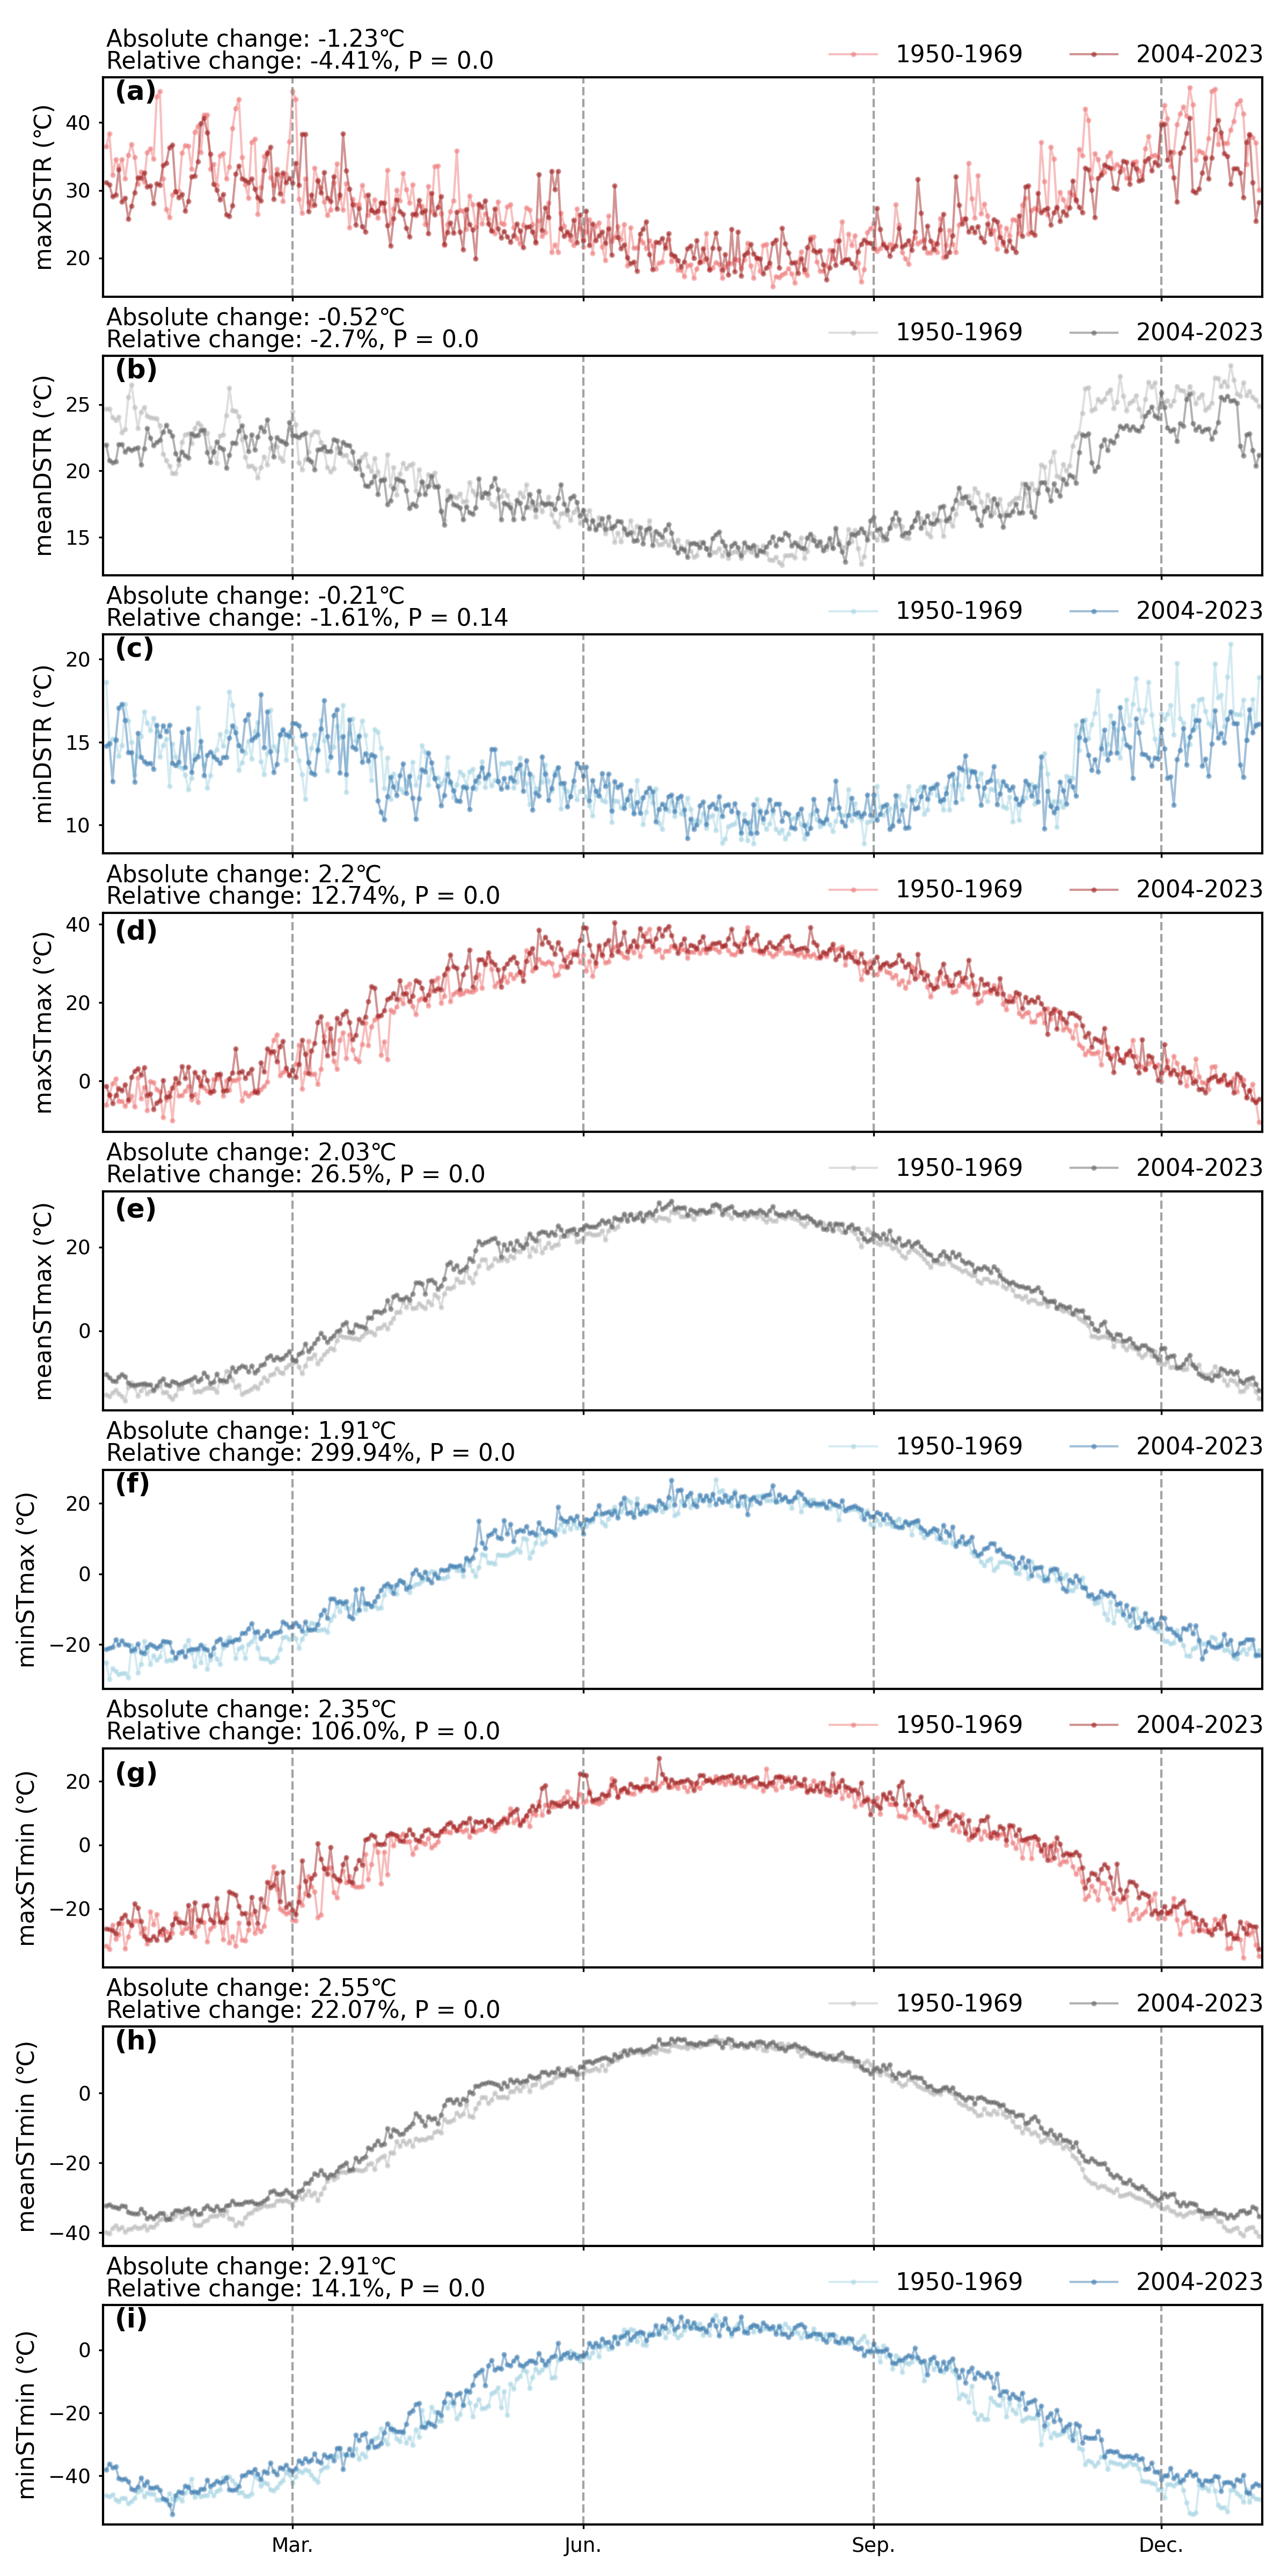 Absolute change: -1.23℃
Relative change: -4.41%, P = 0.0
1950-1969 2004-2023
(a)
maxDSTR (℃)
40
30
20
Absolute change: -0.52℃
Relative change: -2.7%, P = 0.0
1950-1969 2004-2023
(b)
meanDSTR (℃)
25
20
15
Absolute change: -0.21℃
Relative change: -1.61%, P = 0.14
1950-1969 2004-2023
(c)
minDSTR (℃)
20
15
10
Absolute change: 2.2℃
Relative change: 12.74%, P = 0.0
1950-1969 2004-2023
(d)
maxSTmax (℃)
40
20
0
Absolute change: 2.03℃
Relative change: 26.5%, P = 0.0
1950-1969 2004-2023
(e)
meanSTmax (℃)
20
0
Absolute change: 1.91℃
Relative change: 299.94%, P = 0.0
1950-1969 2004-2023
(f)
minSTmax (℃)
20
0
−20
Absolute change: 2.35℃
Relative change: 106.0%, P = 0.0
1950-1969 2004-2023
(g)
maxSTmin (℃)
20
0
−20
Absolute change: 2.55℃
Relative change: 22.07%, P = 0.0
1950-1969 2004-2023
(h)
meanSTmin (℃)
0
−20
−40
Absolute change: 2.91℃
Relative change: 14.1%, P = 0.0
1950-1969 2004-2023
(i)
minSTmin (℃)
0
−20
−40
Mar. Jun. Sep. Dec.